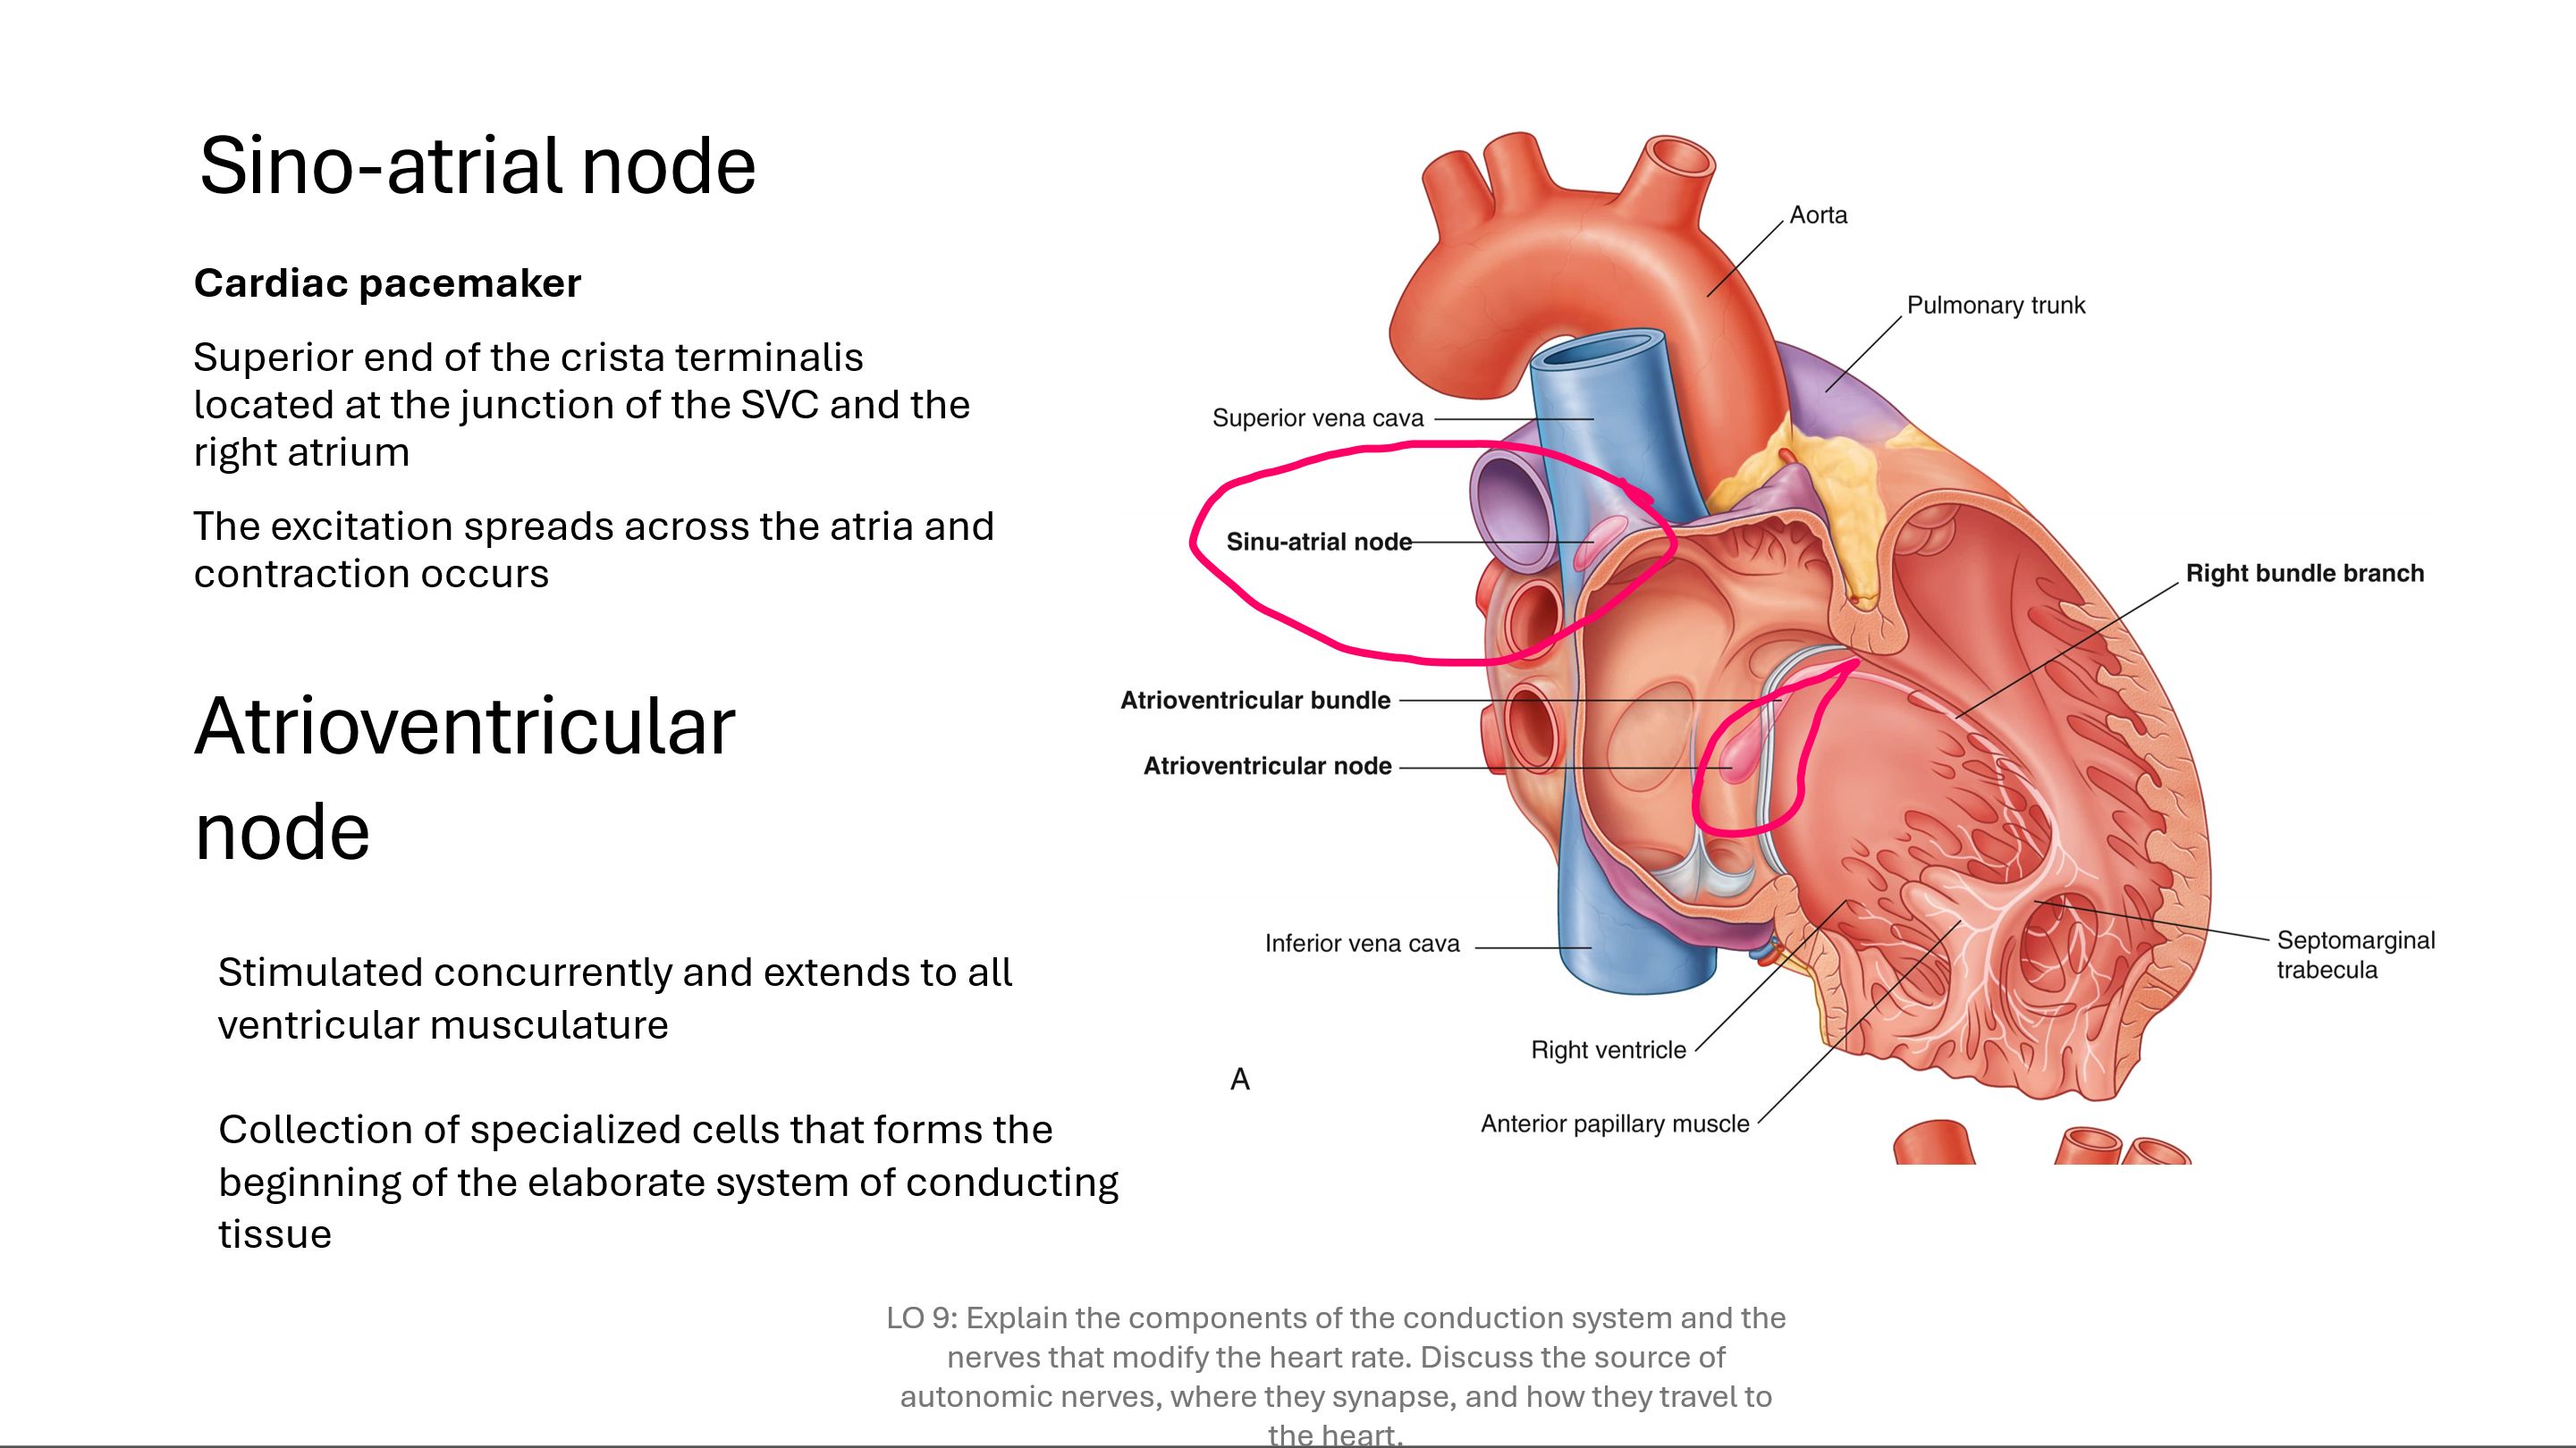 Sino-atrial node
Cardiac pacemaker
Superior end of the crista terminalis
located at the junction of the SVC and the
right atrium
The excitation spreads across the atria and
contraction occurs
Atrioventricular
node
Stimulated concurrently and extends to all
ventricular musculature
Collection of specialized cells that forms the
beginning of the elaborate system of conducting
tissue
Aorta
Pulmonary trunk
Superior vena cava
Sinu-atrial node
Right bundle branch
Atrioventricular bundle
Atrioventricular node
Inferior vena cava
Septomarginal
trabecula
Right ventricle
A
Anterior papillary muscle
LO 9: Explain the components of the conduction system and the
nerves that modify the heart rate. Discuss the source of
autonomic nerves, where they synapse, and how they travel to
the heart.